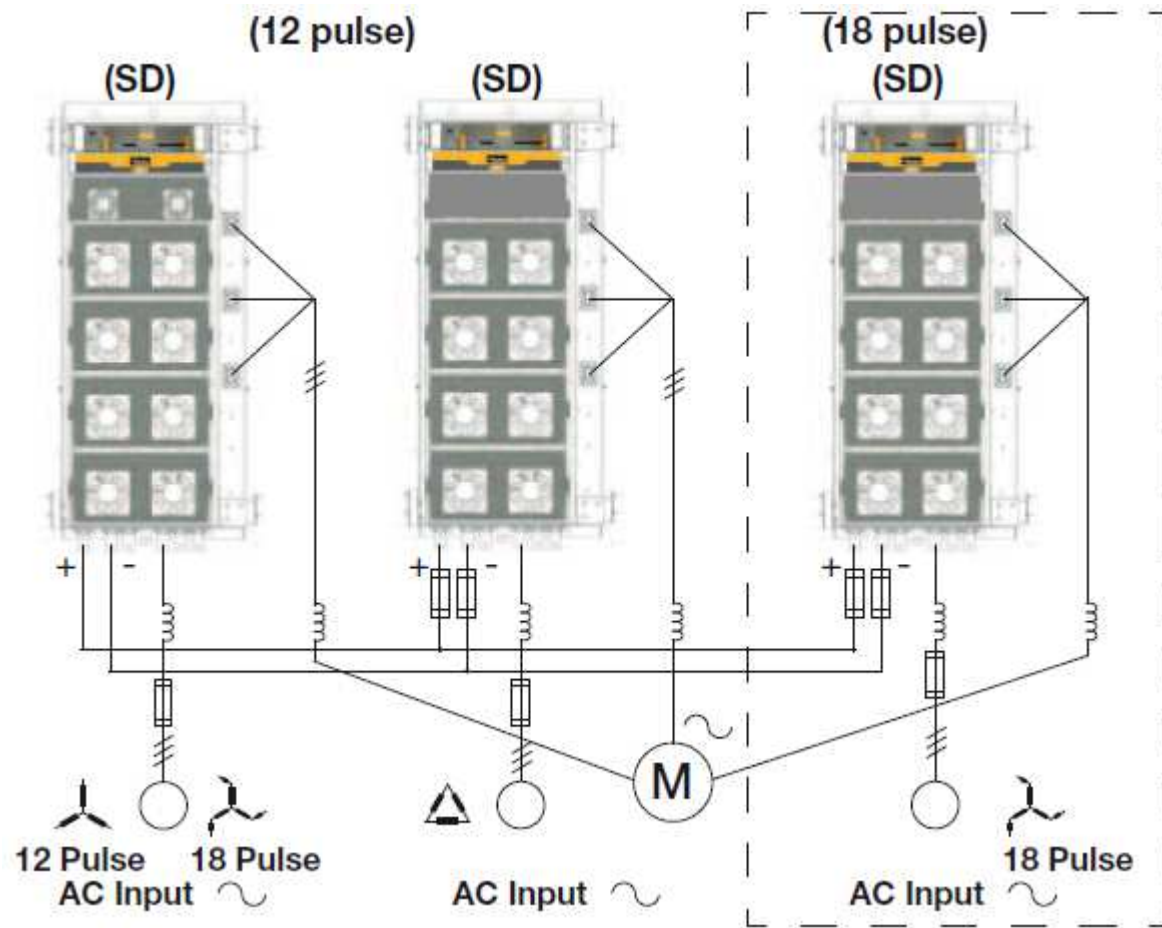 (12 pulse)
(18 pulse)
(SD)
(SD)
(SD)
+ -
+ -
+ -
M
12 Pulse
18 Pulse
18 Pulse
AC Input
AC Input
AC Input